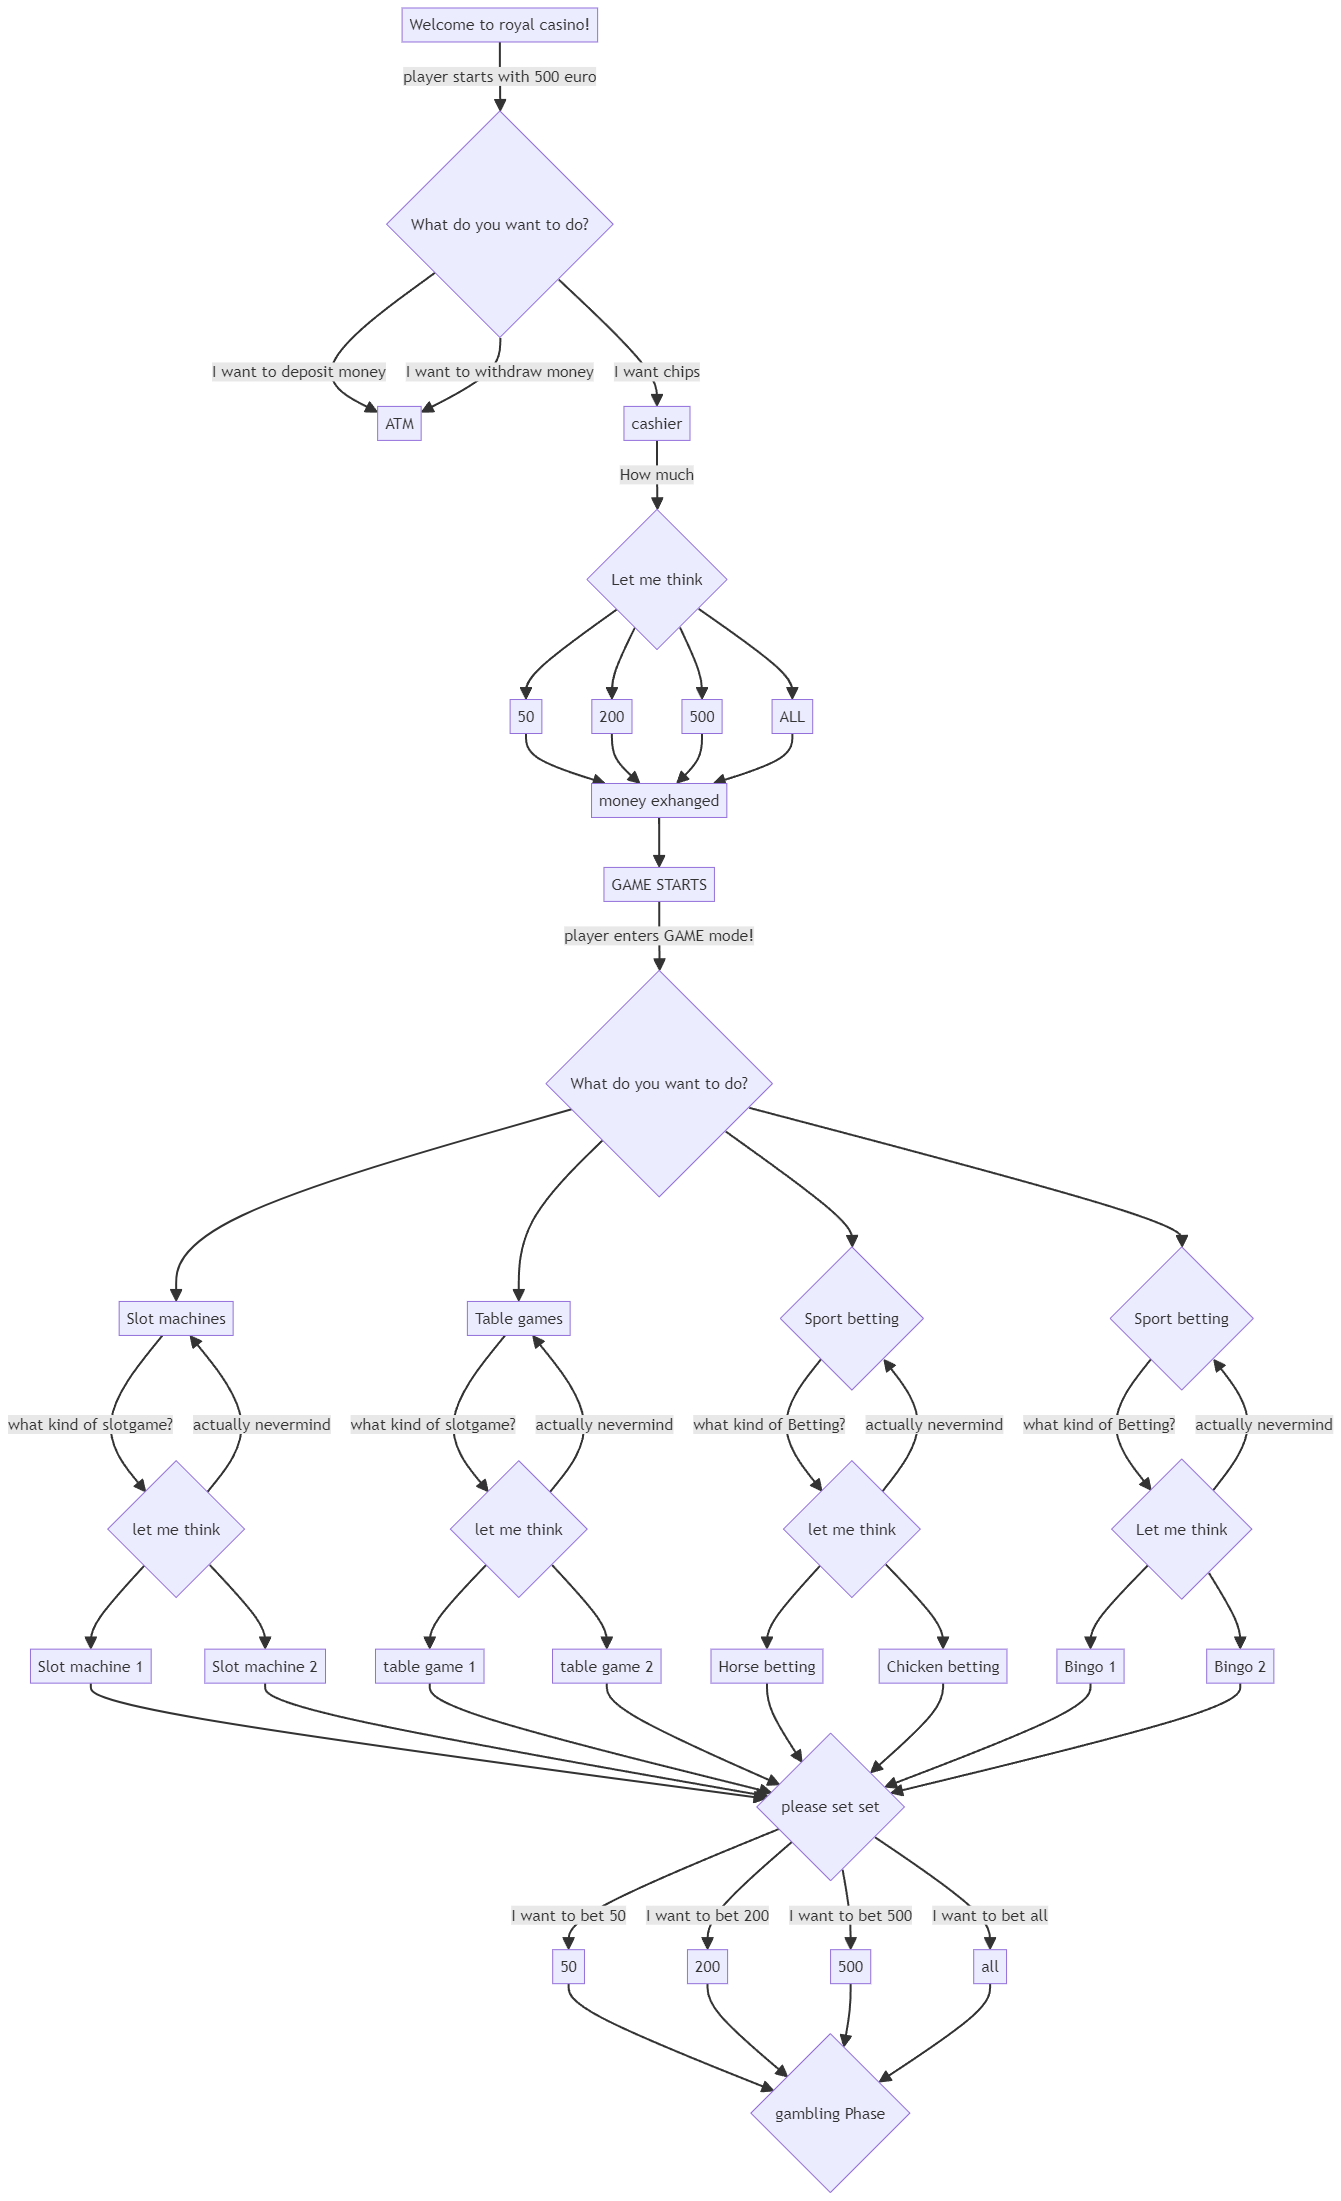 Welcome to royal casino!
player starts with 500 euro
What do you want to do?
I want to deposit money
I want to withdraw money
I want chips
ATM
cashier
How much
Let me think
50
200
500
ALL
money exhanged
GAME STARTS
player enters GAME mode!
What do you want to do?
Slot machines
Table games
Sport betting
Sport betting
what kind of slotgame?
actually nevermind
what kind of slotgame?
actually nevermind
what kind of Betting?
actually nevermind
what kind of Betting?
actually nevermind
let me think
let me think
let me think
Let me think
Slot machine 1
Slot machine 2
table game 1
table game 2
Horse betting
Chicken betting
Bingo 1
Bingo 2
please set set
I want to bet 50
I want to bet 200
I want to bet 500
I want to bet all
50
200
500
all
gambling Phase